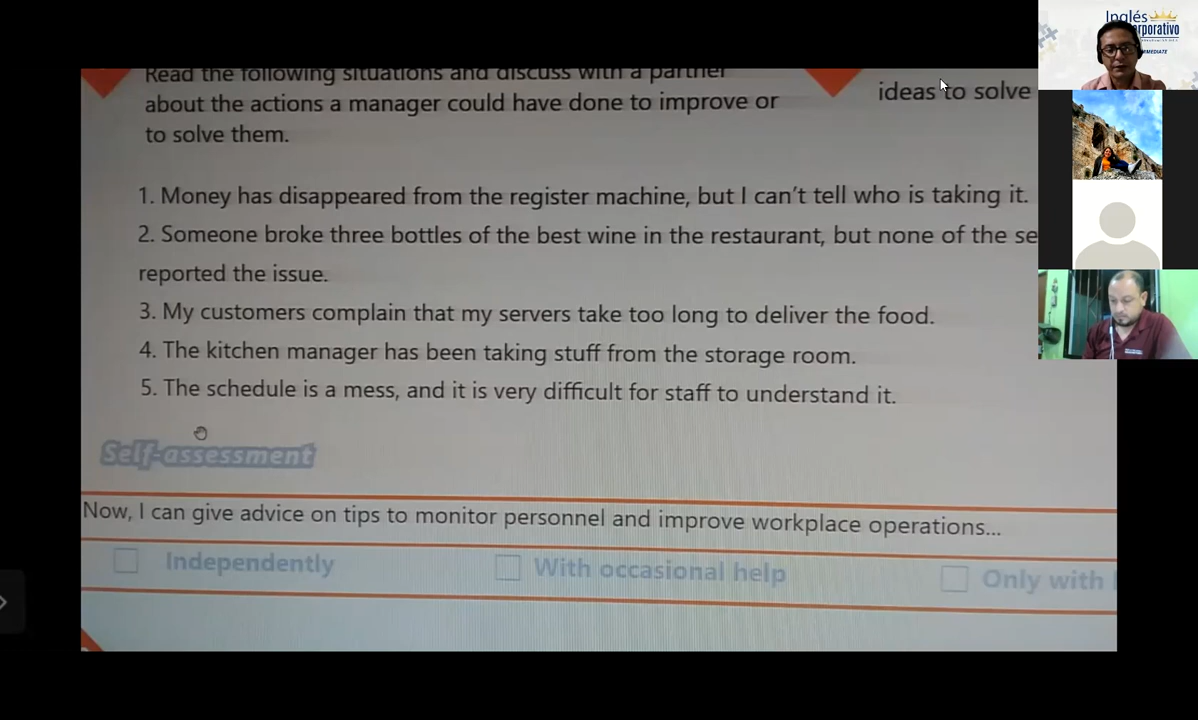 Read the following situations and discuss with a partner
about the actions a manager could have done to improve or
to solve them.
ideas to solve
1. Money has disappeared from the register machine, but I can't tell who is taking it.
2. Someone broke three bottles of the best wine in the restaurant, but none of the se
reported the issue.
3. My customers complain that my servers take too long to deliver the food.
4. The kitchen manager has been taking stuff from the storage room.
5. The schedule is a mess, and it is very difficult for staff to understand it.
Self-assessment
Now, I can give advice on tips to monitor personnel and improve workplace operations...
Independently
With occasional help
Only with
Inglés
orporativo